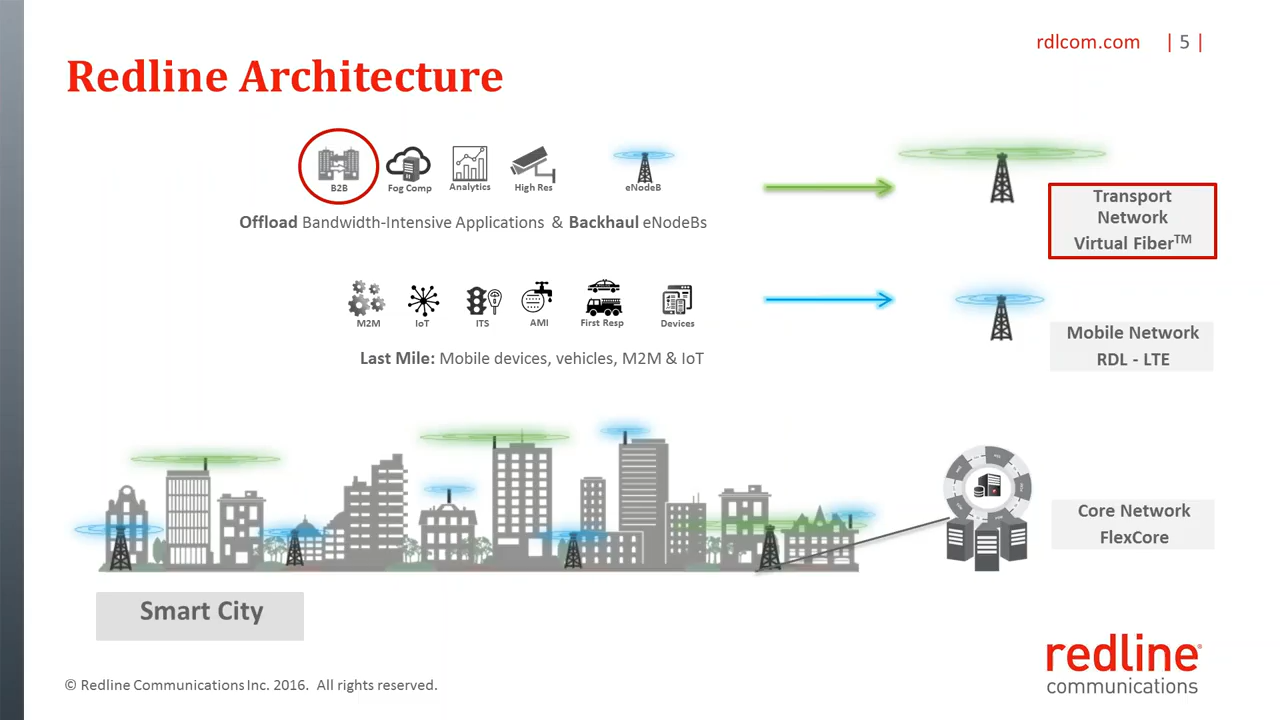 rdlcom.com | 5 |
Redline Architecture
B2B
Fog Comp
Analytics
High Res
eNodeB
Offload Bandwidth-Intensive Applications & Backhaul eNodeBs
Transport
Network
Virtual Fiber™
M2M
IoT
ITS
AMI
First Resp
Devices
Last Mile: Mobile devices, vehicles, M2M & IoT
Mobile Network
RDL - LTE
Core Network
FlexCore
Smart City
redline®
communications
© Redline Communications Inc. 2016. All rights reserved.